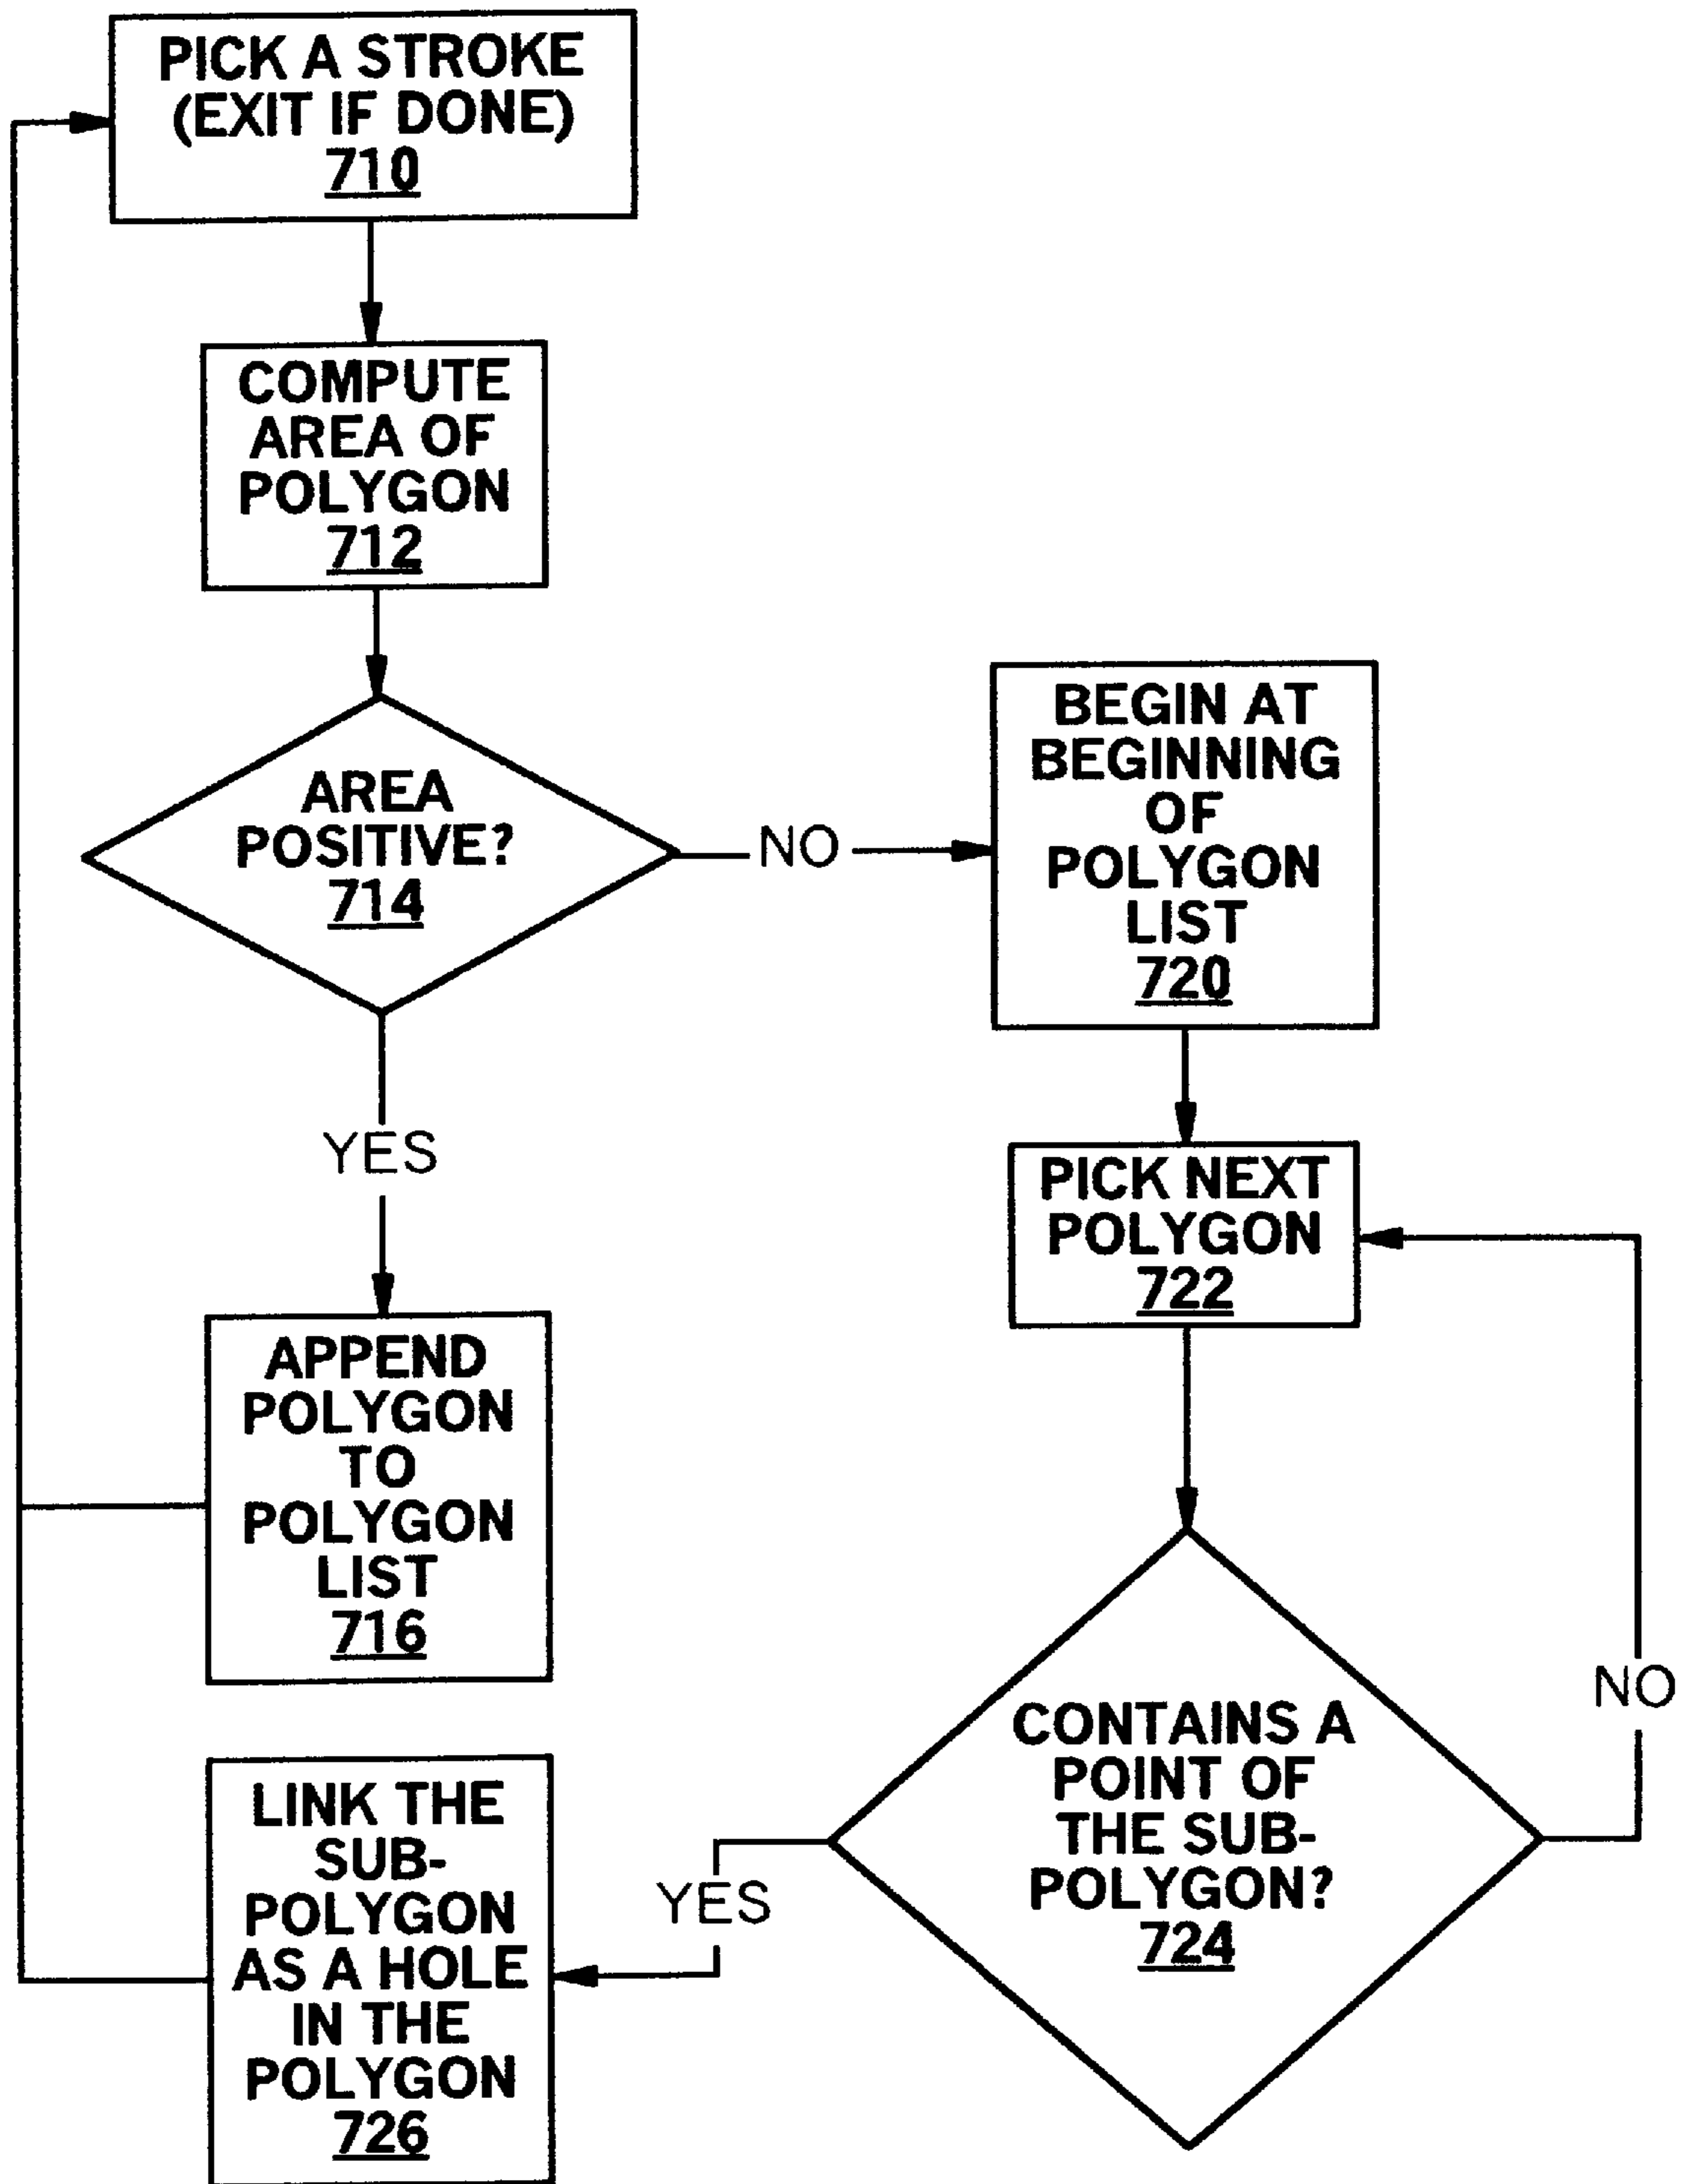 PICK A STROKE
(EXIT IF DONE)
710
COMPUTE
AREA OF
POLYGON
712
AREA
POSITIVE?
714
NO
YES
APPEND
POLYGON
TO
POLYGON
LIST
716
BEGIN AT
BEGINNING
OF
POLYGON
LIST
720
PICK NEXT
POLYGON
722
CONTAINS A
POINT OF
THE SUB-
POLYGON?
724
NO
YES
LINK THE
SUB-
POLYGON
AS A HOLE
IN THE
POLYGON
726